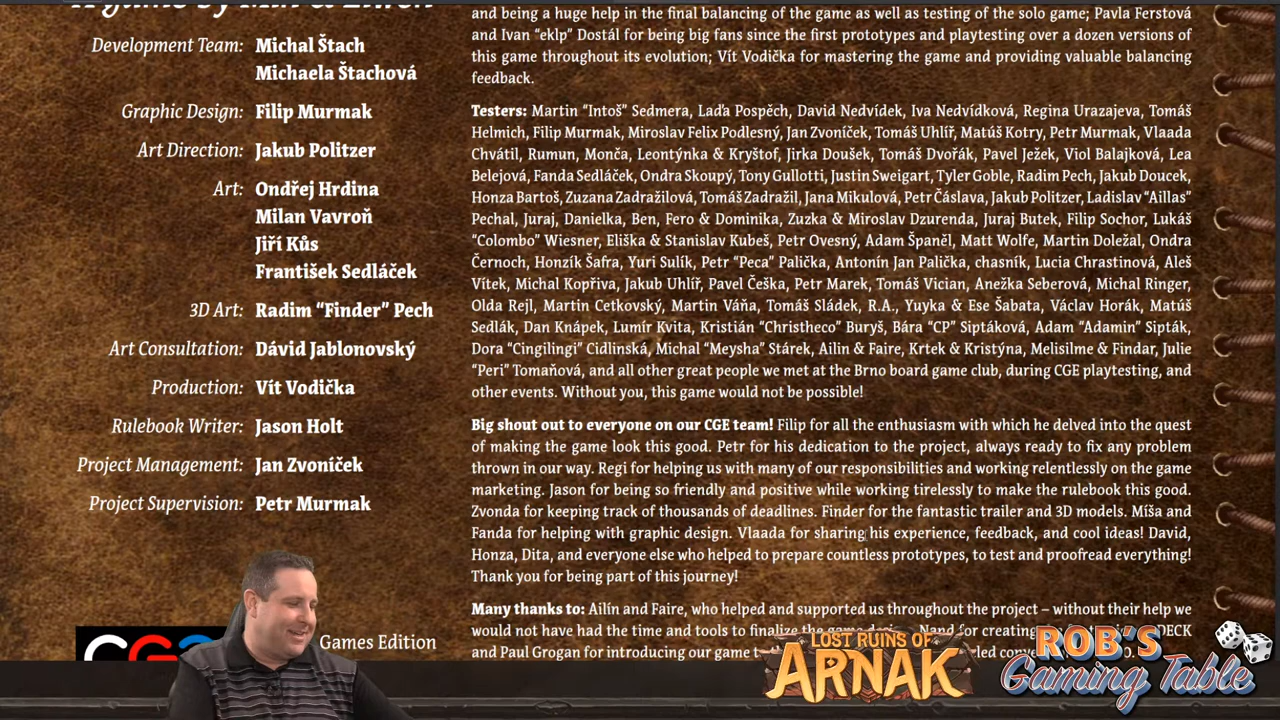 A game by Mín & Elwen
Development Team: Michal Štach
Michaela Štachová
Graphic Design: Filip Murmak
Art Direction: Jakub Politzer
Art: Ondřej Hrdina
Milan Vavroň
Jiří Kůs
František Sedláček
3D Art: Radim “Finder” Pech
Art Consultation: Dávid Jablonovský
Production: Vít Vodička
Rulebook Writer: Jason Holt
Project Management: Jan Zvoníček
Project Supervision: Petr Murmak
Games Edition
and being a huge help in the final balancing of the game as well as testing of the solo game; Pavla Ferstová
and Ivan “eklp” Dostál for being big fans since the first prototypes and playtesting over a dozen versions of
this game throughout its evolution; Vít Vodička for mastering the game and providing valuable balancing
feedback.
Testers: Martin “Intoš” Sedmera, Laďa Pospěch, David Nedvídek, Iva Nedvídková, Regina Urazajeva, Tomáš
Helmich, Filip Murmak, Miroslav Felix Podlesný, Jan Zvoníček, Tomáš Uhlíř, Matúš Kotry, Petr Murmak, Vlaada
Chvátil, Rumun, Monča, Leontýnka & Kryštof, Jirka Doušek, Tomáš Dvořák, Pavel Ježek, Viol Balajková, Lea
Belejová, Fanda Sedláček, Ondra Skoupý, Tony Gullotti, Justin Sweigart, Tyler Goble, Radim Pech, Jakub Doucek,
Honza Bartoš, Zuzana Zadražilová, Tomáš Zadražil, Jana Mikulová, Petr Čáslava, Jakub Politzer, Ladislav “Aillas”
Pechal, Juraj, Danielka, Ben, Fero & Dominika, Zuzka & Miroslav Dzurenda, Juraj Butek, Filip Sochor, Lukáš
“Colombo” Wiesner, Eliška & Stanislav Kubeš, Petr Ovesný, Adam Španěl, Matt Wolfe, Martin Doležal, Ondra
Černoch, Honzík Šafra, Yuri Sulík, Petr “Peca” Palička, Antonín Jan Palička, chasník, Lucia Chrastinová, Aleš
Vítek, Michal Kopřiva, Jakub Uhlíř, Pavel Češka, Petr Marek, Tomáš Vician, Anežka Seberová, Michal Ringer,
Olda Rejl, Martin Cetkovský, Martin Váňa, Tomáš Sládek, R.A., Yuyka & Ese Šabata, Václav Horák, Matúš
Sedlák, Dan Knápek, Lumír Kvita, Kristián “Christheco” Buryš, Bára “CP” Siptáková, Adam “Adamin” Sipták,
Dora “Cingilingi” Cidlinská, Michal “Meysha” Stárek, Ailin & Faire, Krtek & Kristýna, Melisilme & Findar, Julie
“Peri” Tomaňová, and all other great people we met at the Brno board game club, during CGE playtesting, and
other events. Without you, this game would not be possible!
Big shout out to everyone on our CGE team! Filip for all the enthusiasm with which he delved into the quest
of making the game look this good. Petr for his dedication to the project, always ready to fix any problem
thrown in our way. Regi for helping us with many of our responsibilities and working relentlessly on the game
marketing. Jason for being so friendly and positive while working tirelessly to make the rulebook this good.
Zvonda for keeping track of thousands of deadlines. Finder for the fantastic trailer and 3D models. Míša and
Fanda for helping with graphic design. Vlaada for sharing his experience, feedback, and cool ideas! David,
Honza, Dita, and everyone else who helped to prepare countless prototypes, to test and proofread everything!
Thank you for being part of this journey!
Many thanks to: Ailín and Faire, who helped and supported us throughout the project – without their help we
would not have had the time and tools to finalize the game Nand for creating DECK
and Paul Grogan for introducing our game
LOST RUINS OF
ARNAK
ROB'S
Gaming Table